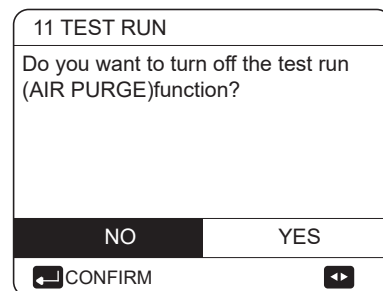 11 TEST RUN
Do you want to turn off the test run
(AIR PURGE)function?
NO YES
CONFIRM